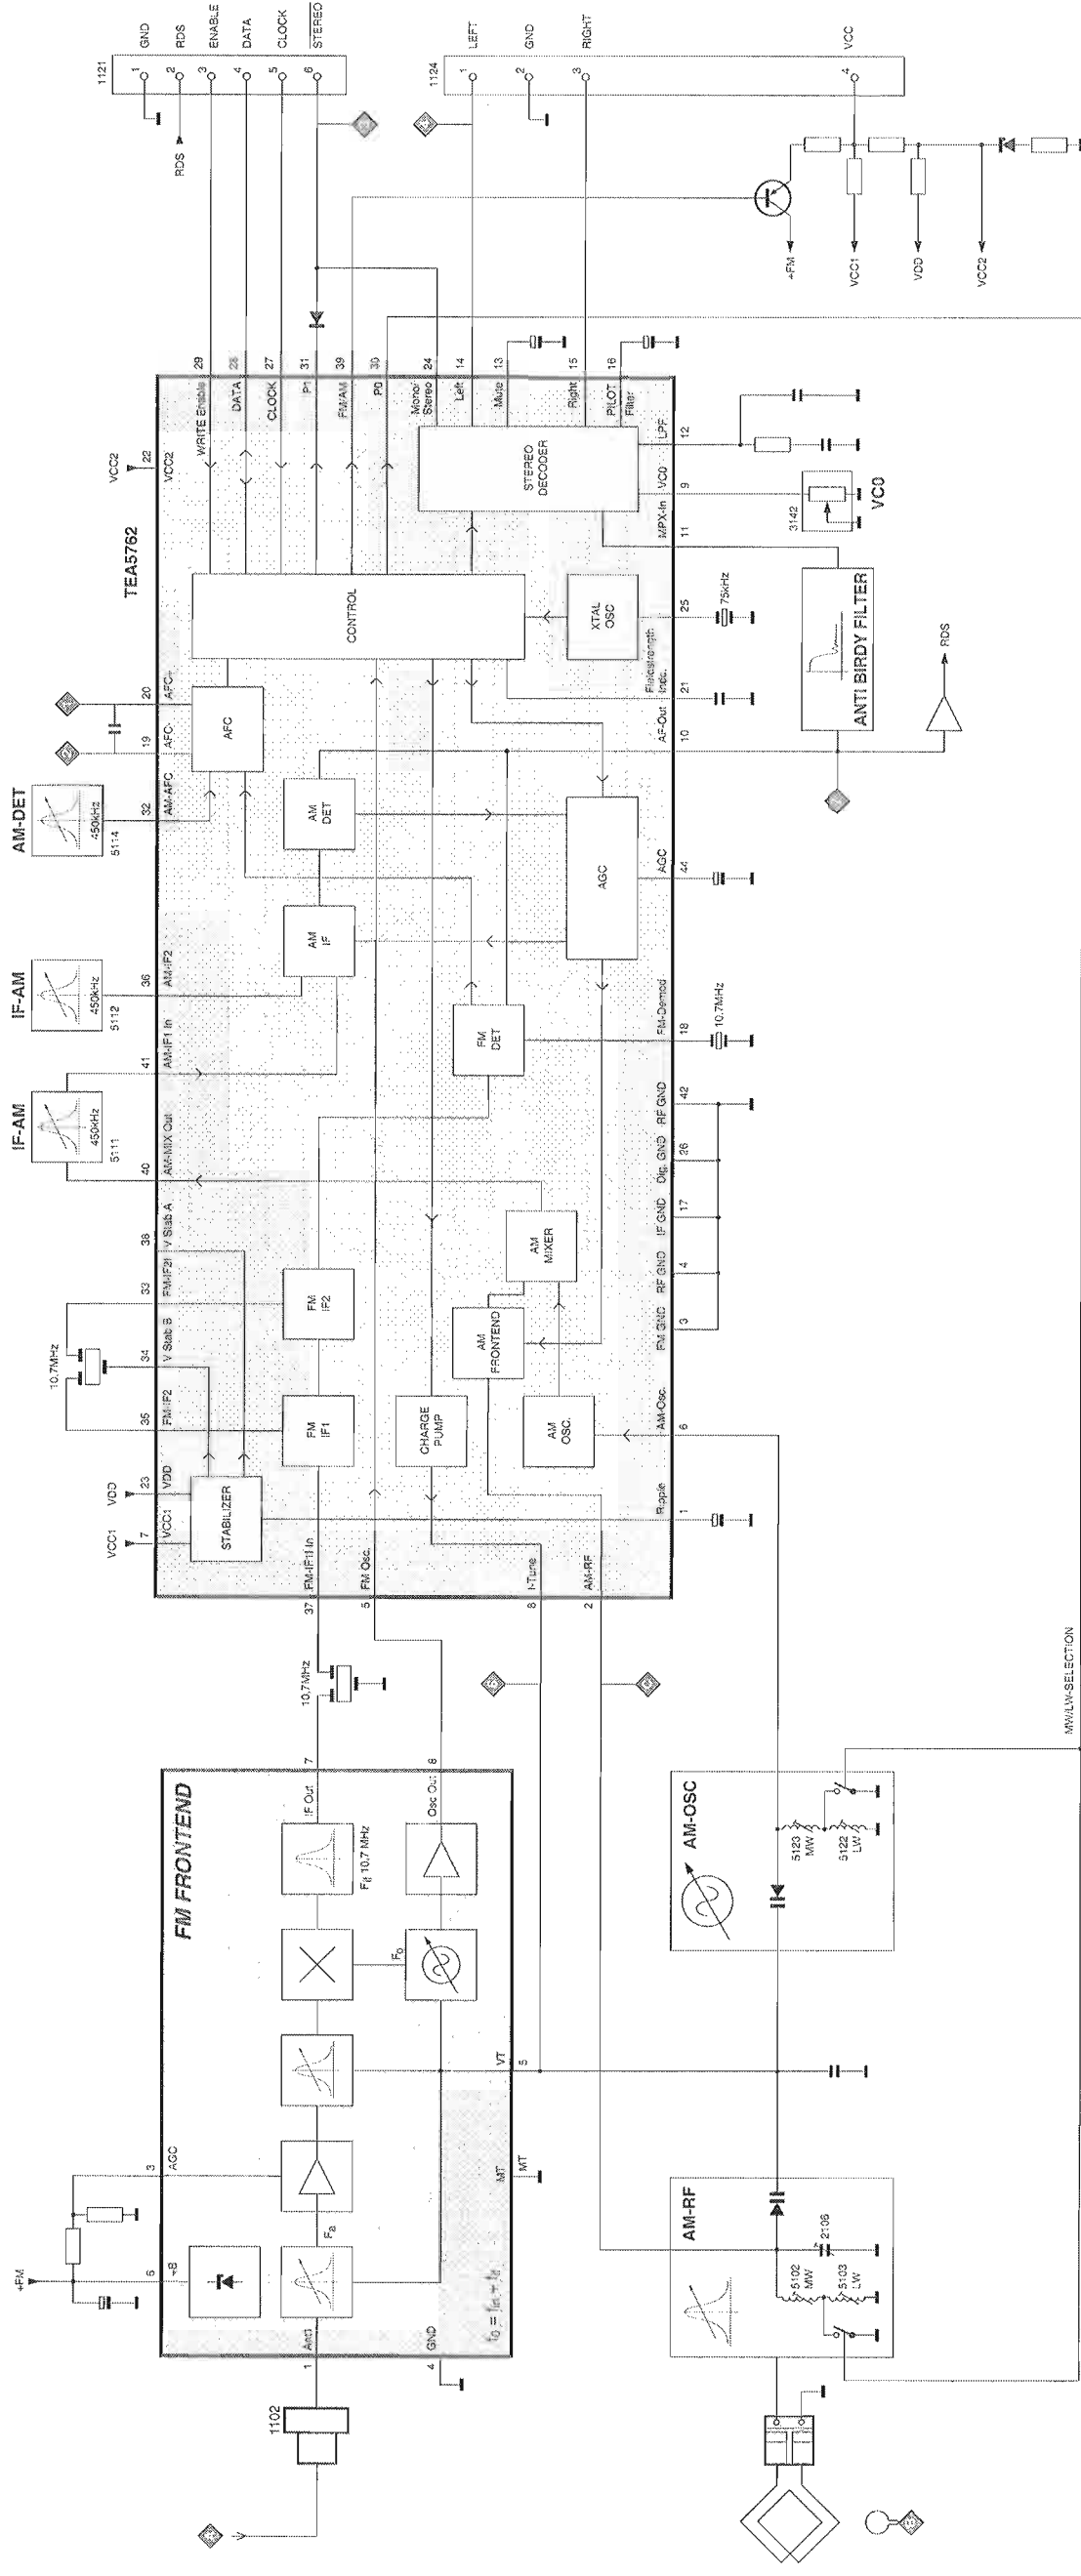 1121
1
GND
2
RDS
3
ENABLE
4
DATA
5
CLOCK
6
STEREO
RDS
1124
1
LEFT
2
GND
3
RIGHT
4
VCC
+FM
VCC1
VDD
VCC2
TEA5762
VCC2
22
VCC2
29
WRITE Enable
28
DATA
27
CLOCK
31
P1
39
FM/AM
30
P0
24
Mono/
Stereo
14
Left
13
Mute
15
Right
16
PILOT
Filter
STEREO
DECODER
LPF
12
VC0
9
MPX-In
11
3142
VC0
CONTROL
XTAL
OSC
25
75kHz
Fieldstrength
Indic.
21
AF-Out
10
ANTI BIRDY FILTER
RDS
AFC
AFC+
20
AFC-
19
AM-DET
450kHz
5114
32
AM-AFC
AM
DET
AM
IF
AGC
AGC
44
IF-AM
450kHz
5112
36
AM-IF2
IF-AM
450kHz
5111
41
AM-IF1 In
40
AM-MIX Out
FM
DET
FM-Demod
18
10.7MHz
RF GND
42
Dig. GND
26
IF GND
17
RF GND
4
FM GND
3
V Stab A
38
FM-IF2I
33
V Stab B
34
10.7MHz
FM-IF2
35
FM
IF2
FM
IF1
AM
MIXER
AM
FRONTEND
AM
OSC.
CHARGE
PUMP
AM-Osc.
6
Ripple
1
VDD
23
VDD
VCC1
7
VCC1
STABILIZER
FM-IF1I In
37
FM Osc.
5
I-Tune
8
AM-RF
2
10.7MHz
FM FRONTEND
IF Out
7
Osc Out
8
Fif 10.7 MHz
Fo
VT
5
MT
MT
3
AGC
Fa
+FM
6
+B
1
Ant1
4
GND
1102
AM-OSC
5123
MW
5122
LW
MW/LW-SELECTION
AM-RF
2106
5102
MW
5103
LW